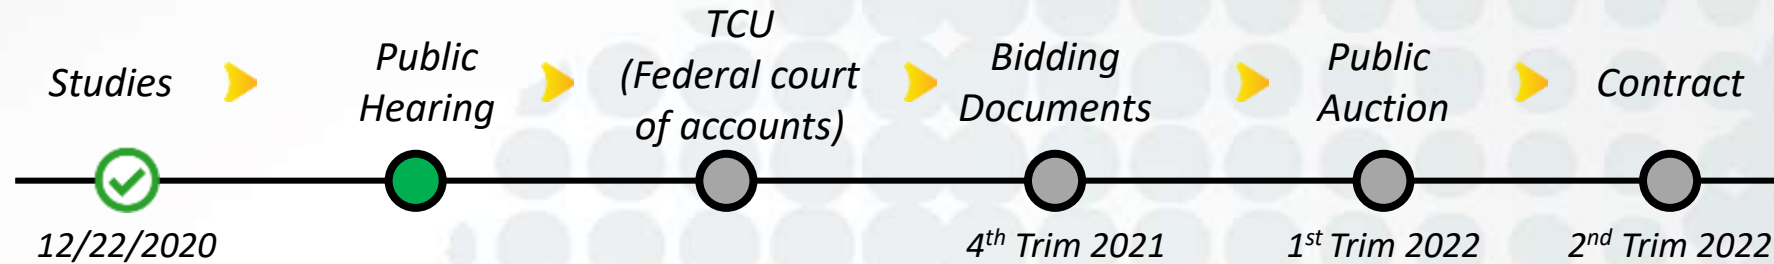 Studies
Public
Hearing
TCU
(Federal court
of accounts)
Bidding
Documents
Public
Auction
Contract
12/22/2020
4th Trim 2021
1st Trim 2022
2nd Trim 2022